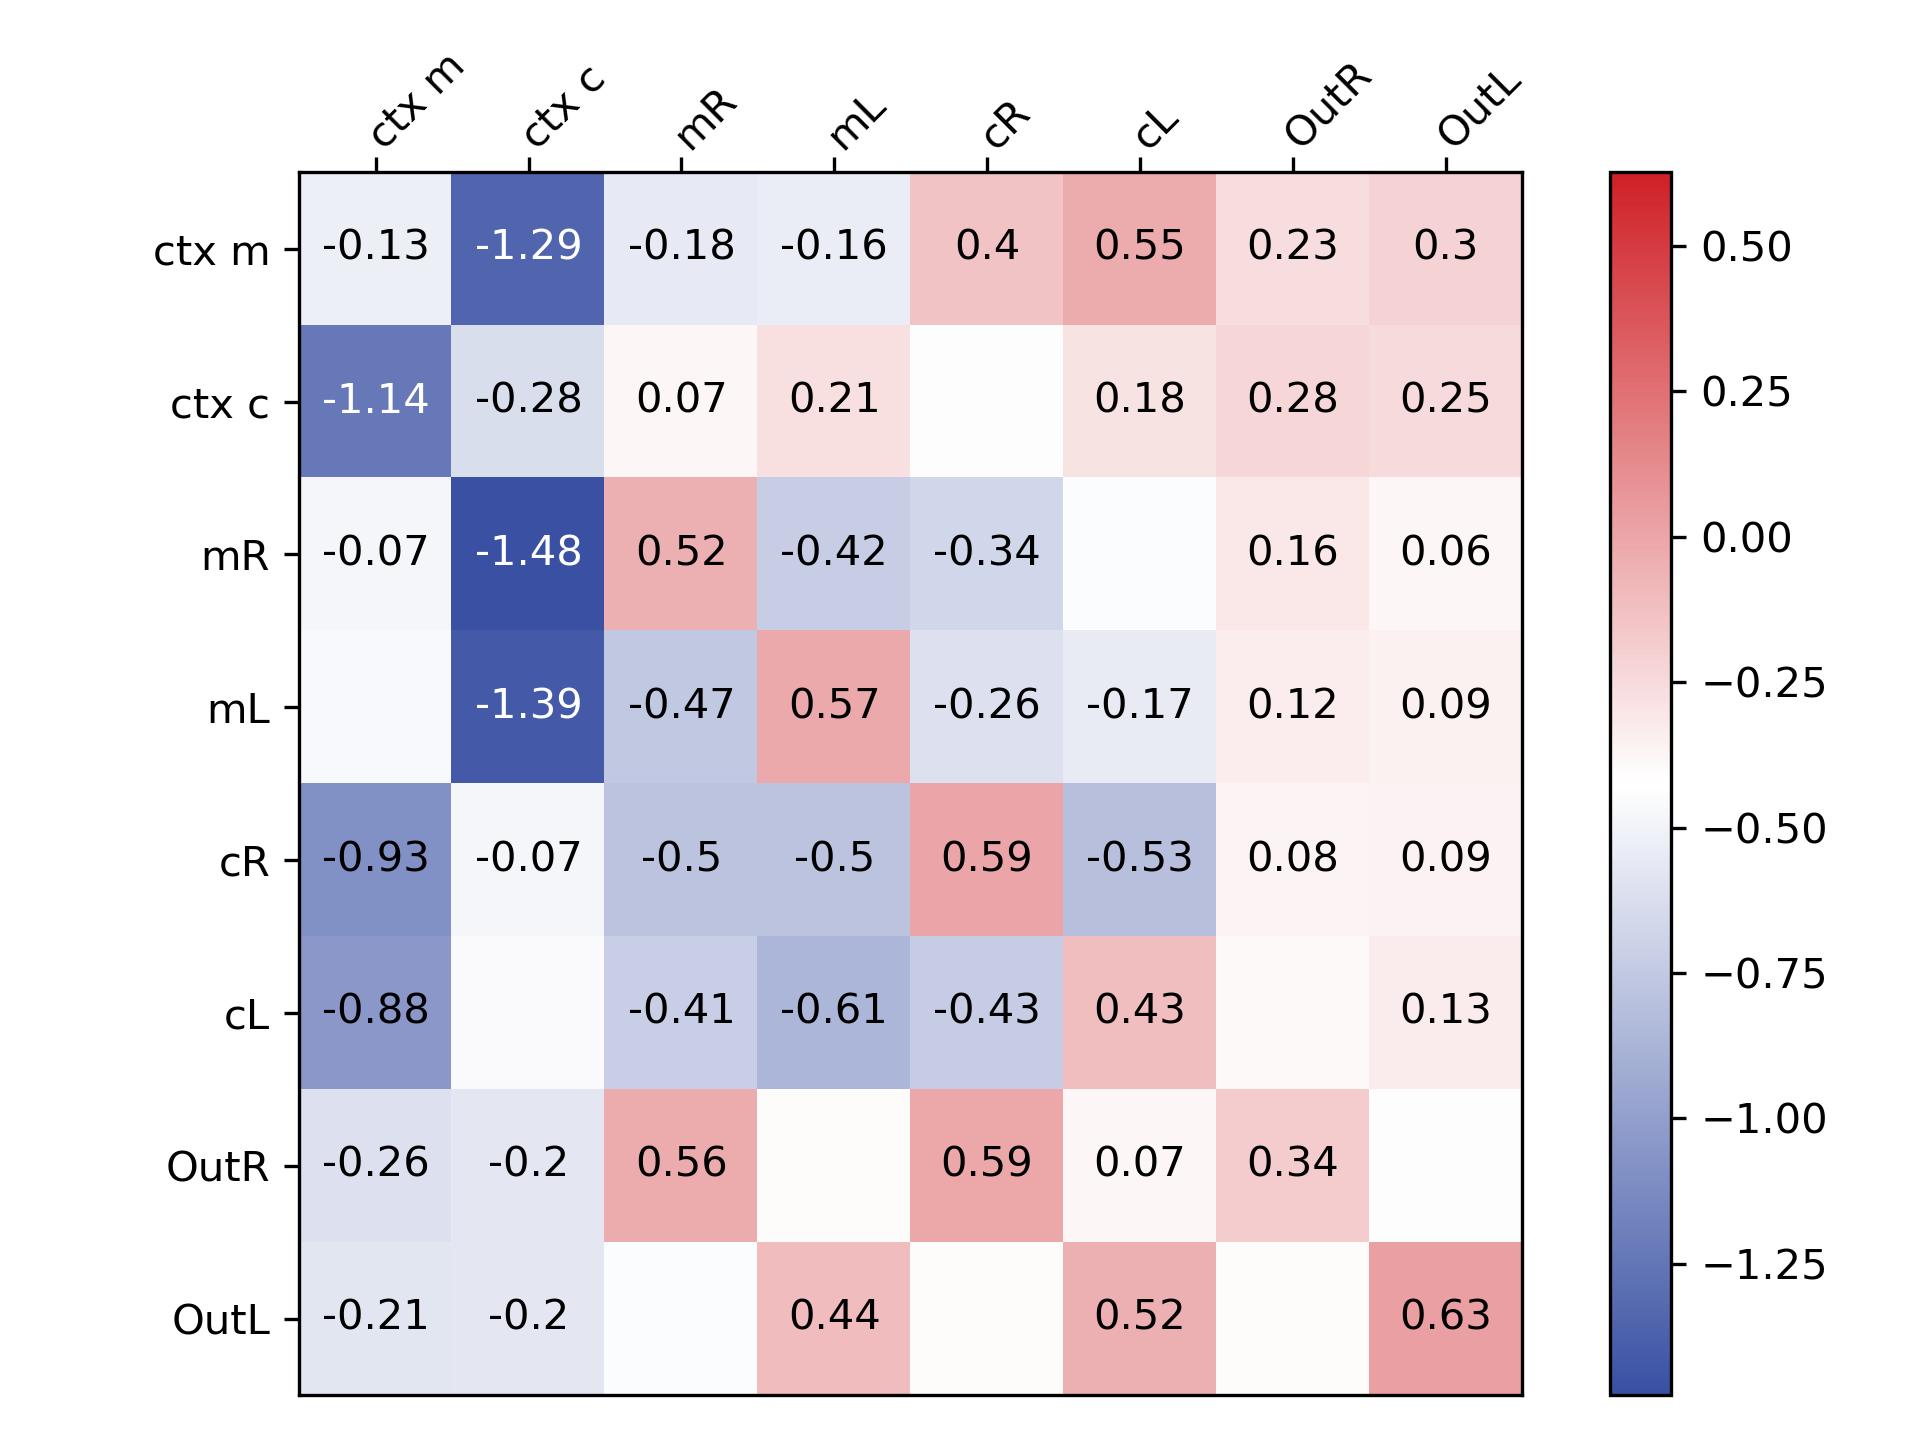 ctx m ctx c mR mL cR cL OutR OutL
ctx m -0.13 -1.29 -0.18 -0.16 0.4 0.55 0.23 0.3
ctx c -1.14 -0.28 0.07 0.21 0.18 0.28 0.25
mR -0.07 -1.48 0.52 -0.42 -0.34 0.16 0.06
mL -1.39 -0.47 0.57 -0.26 -0.17 0.12 0.09
cR -0.93 -0.07 -0.5 -0.5 0.59 -0.53 0.08 0.09
cL -0.88 -0.41 -0.61 -0.43 0.43 0.13
OutR -0.26 -0.2 0.56 0.59 0.07 0.34
OutL -0.21 -0.2 0.44 0.52 0.63
0.50
0.25
0.00
−0.25
−0.50
−0.75
−1.00
−1.25